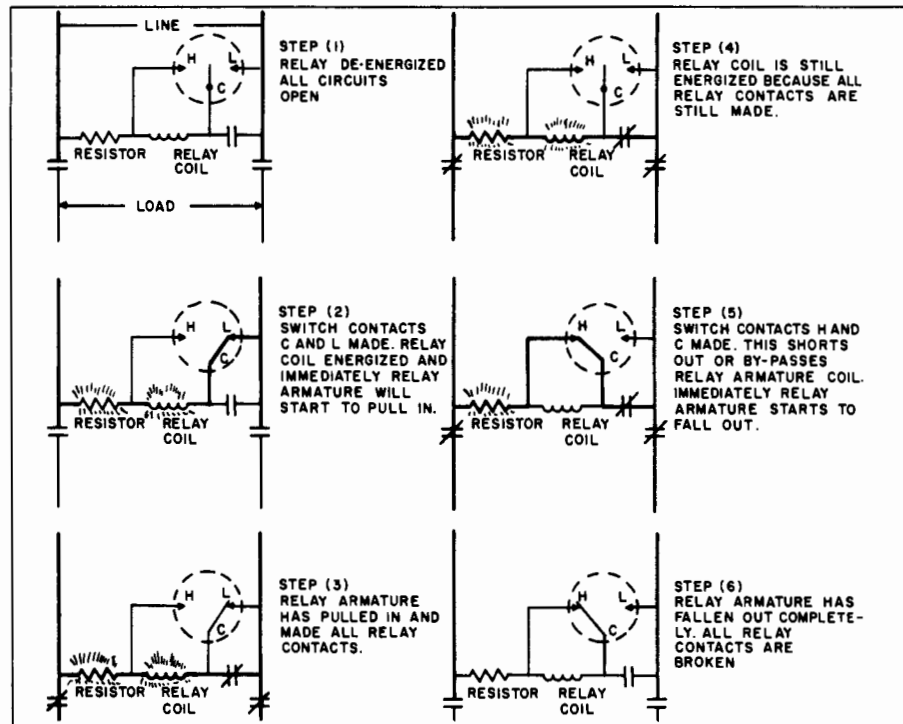 LINE
H
L
C
RESISTOR
RELAY
COIL
LOAD
STEP (1)
RELAY DE-ENERGIZED
ALL CIRCUITS
OPEN
H
L
C
RESISTOR
RELAY
COIL
STEP (2)
SWITCH CONTACTS
C AND L MADE. RELAY
COIL ENERGIZED AND
IMMEDIATELY RELAY
ARMATURE WILL
START TO PULL IN.
H
L
C
RESISTOR
RELAY
COIL
STEP (3)
RELAY ARMATURE
HAS PULLED IN AND
MADE ALL RELAY
CONTACTS.
H
L
C
RESISTOR
RELAY
COIL
STEP (4)
RELAY COIL IS STILL
ENERGIZED BECAUSE ALL
RELAY CONTACTS ARE
STILL MADE.
H
L
C
RESISTOR
RELAY
COIL
STEP (5)
SWITCH CONTACTS H AND
C MADE. THIS SHORTS
OUT OR BY-PASSES
RELAY ARMATURE COIL.
IMMEDIATELY RELAY
ARMATURE STARTS TO
FALL OUT.
H
L
C
RESISTOR
RELAY
COIL
STEP (6)
RELAY ARMATURE HAS
FALLEN OUT COMPLETE-
LY. ALL RELAY
CONTACTS ARE
BROKEN